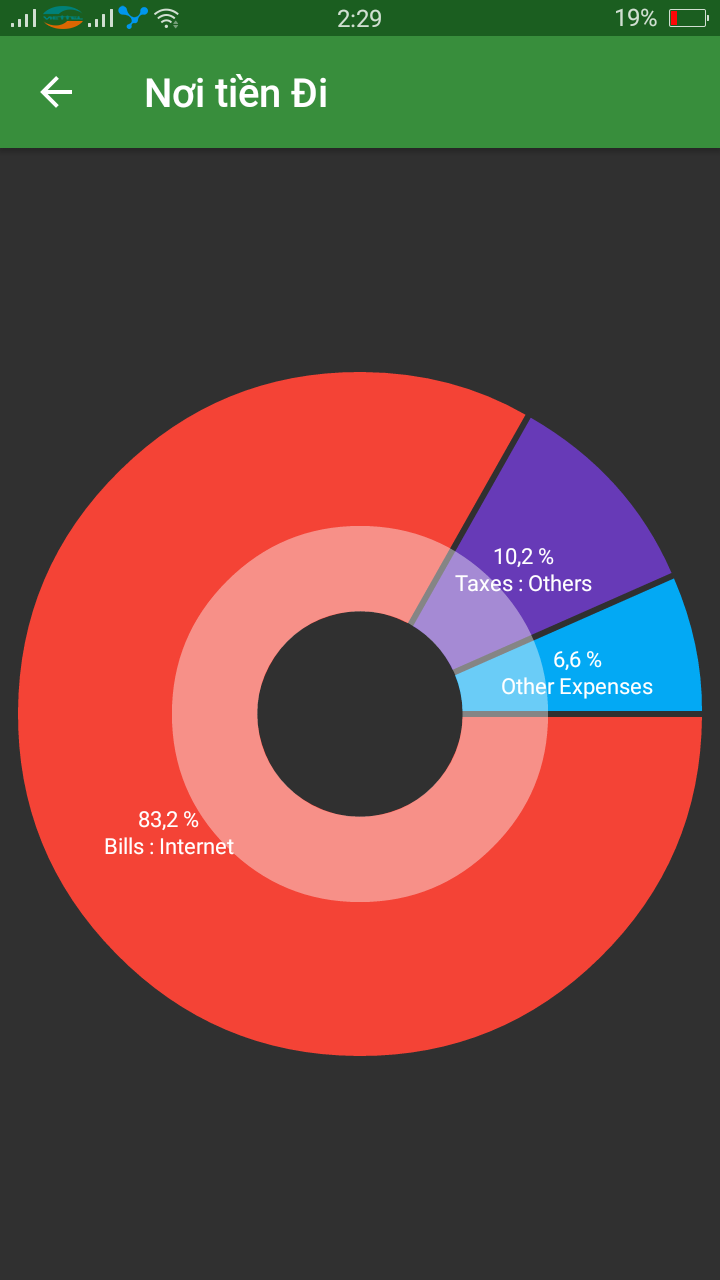 2:29
19%
Nơi tiền Đi
10,2 %
Taxes : Others
6,6 %
Other Expenses
83,2 %
Bills : Internet